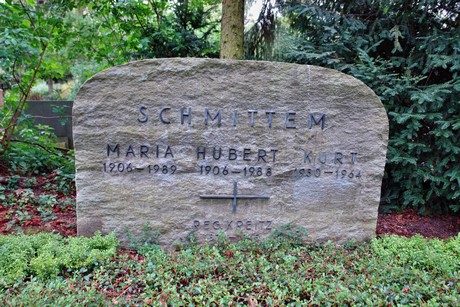 SCHMITTEM
MARIA HUBERT KURT
1906-1989 1906-1988 1930-1964